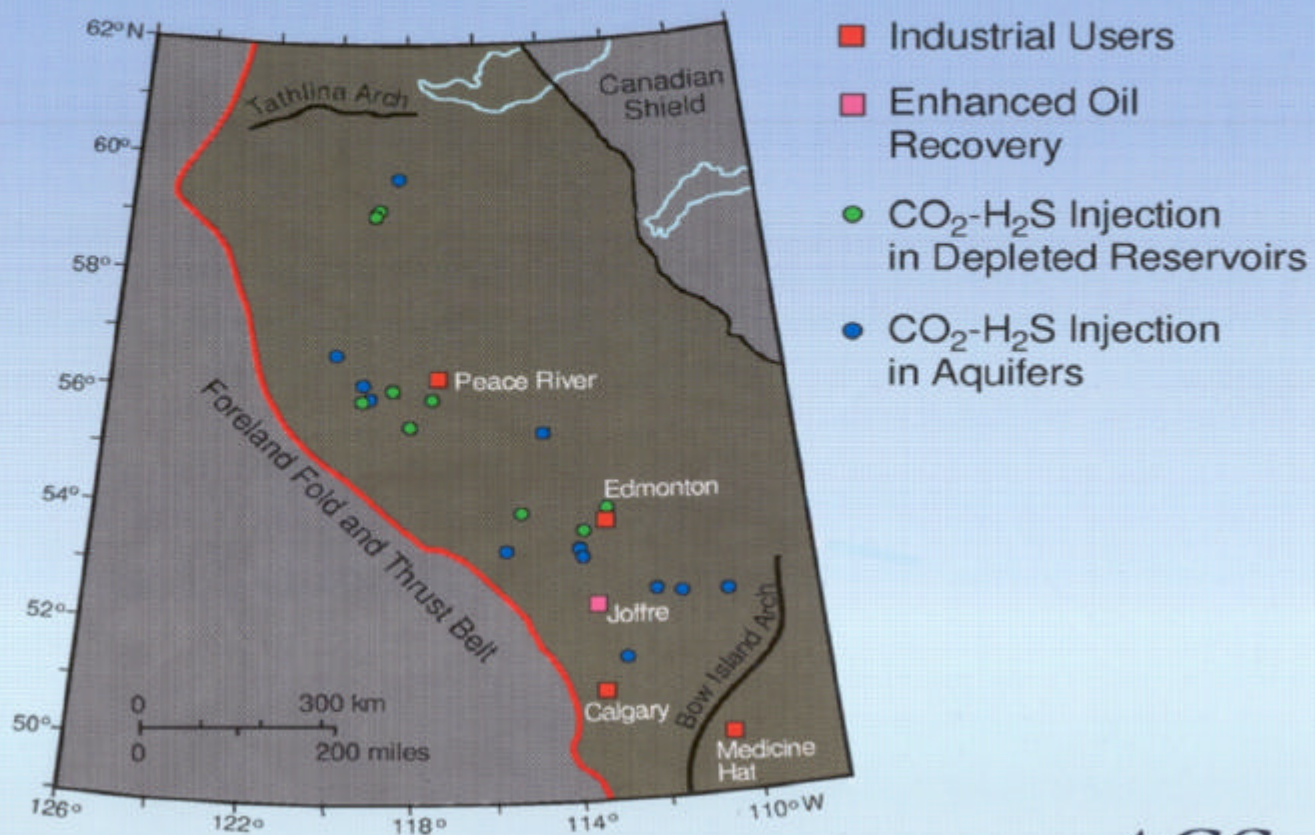 62° N
60°
58°
56°
54°
52°
50°
126°
122°
118°
114°
110° W
Tathlina Arch
Canadian
Shield
Peace River
Foreland Fold and Thrust Belt
Edmonton
Joffre
Calgary
Bow Island Arch
Medicine
Hat
0 300 km
0 200 miles
Industrial Users
Enhanced Oil
Recovery
CO₂-H₂S Injection
in Depleted Reservoirs
CO₂-H₂S Injection
in Aquifers